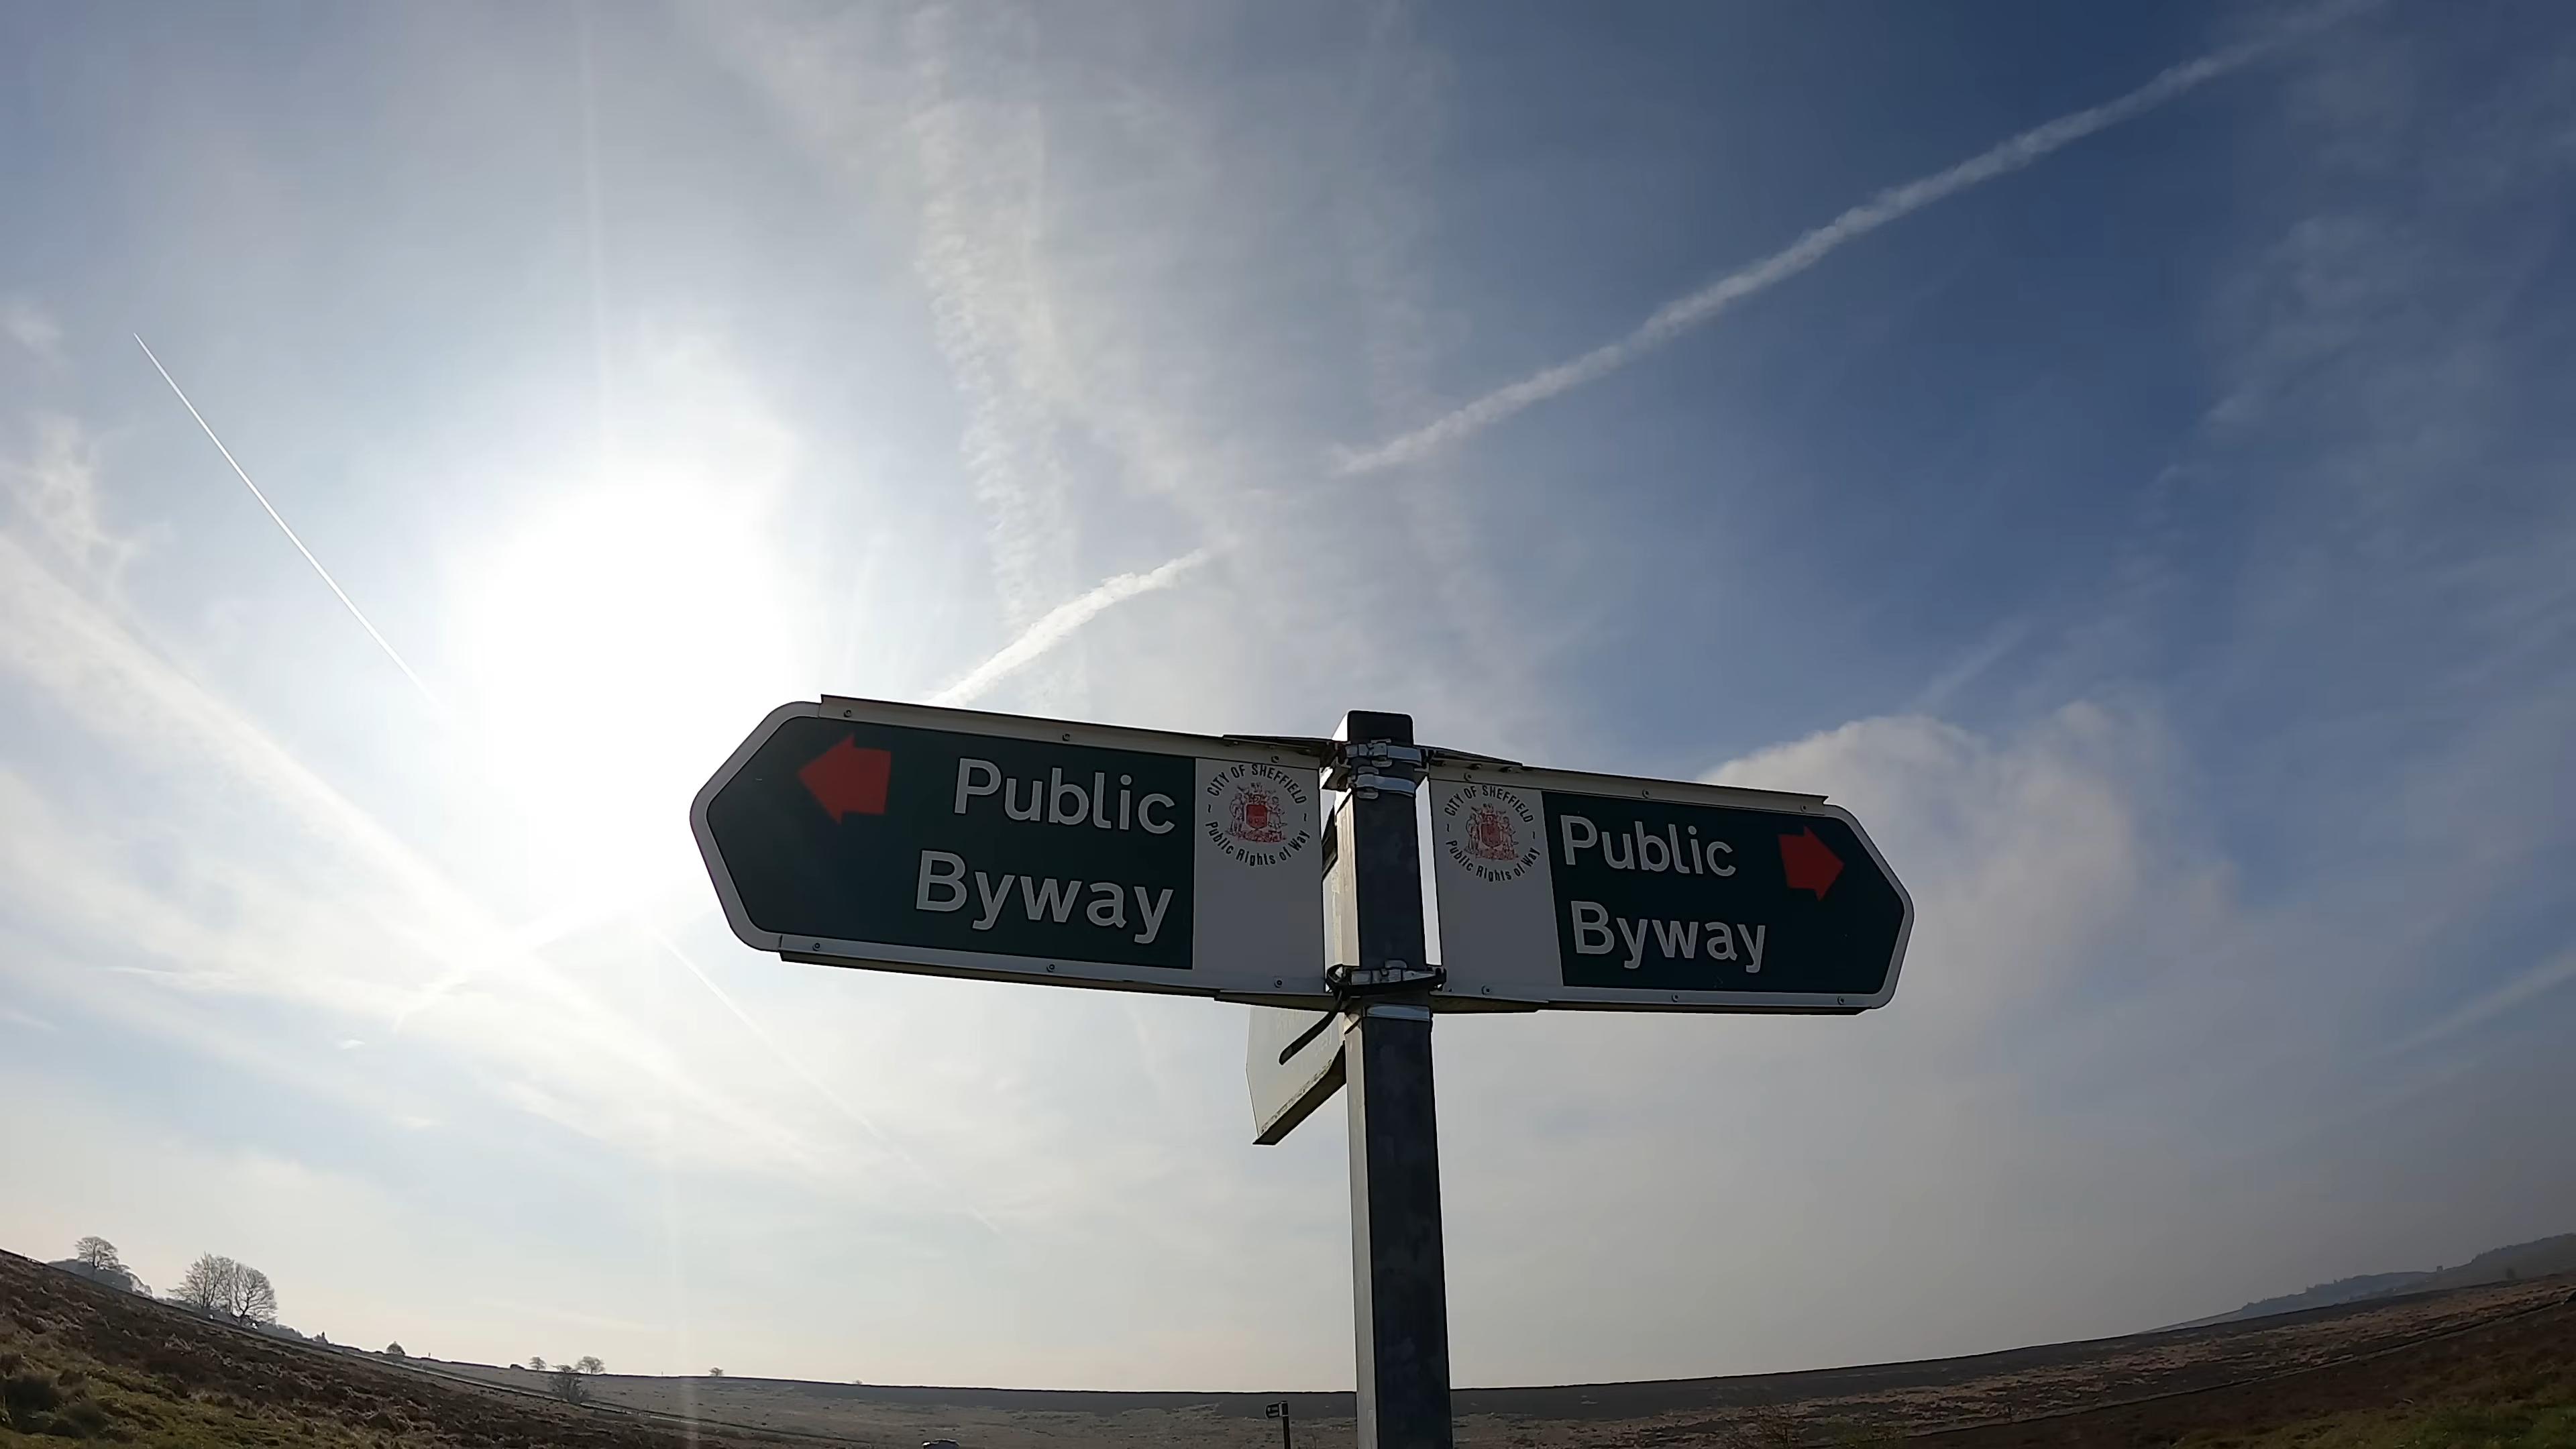 Public
Byway
CITY OF SHEFFIELD
~ ~
Public Rights of Way
CITY OF SHEFFIELD
~ ~
Public Rights of Way
Public
Byway